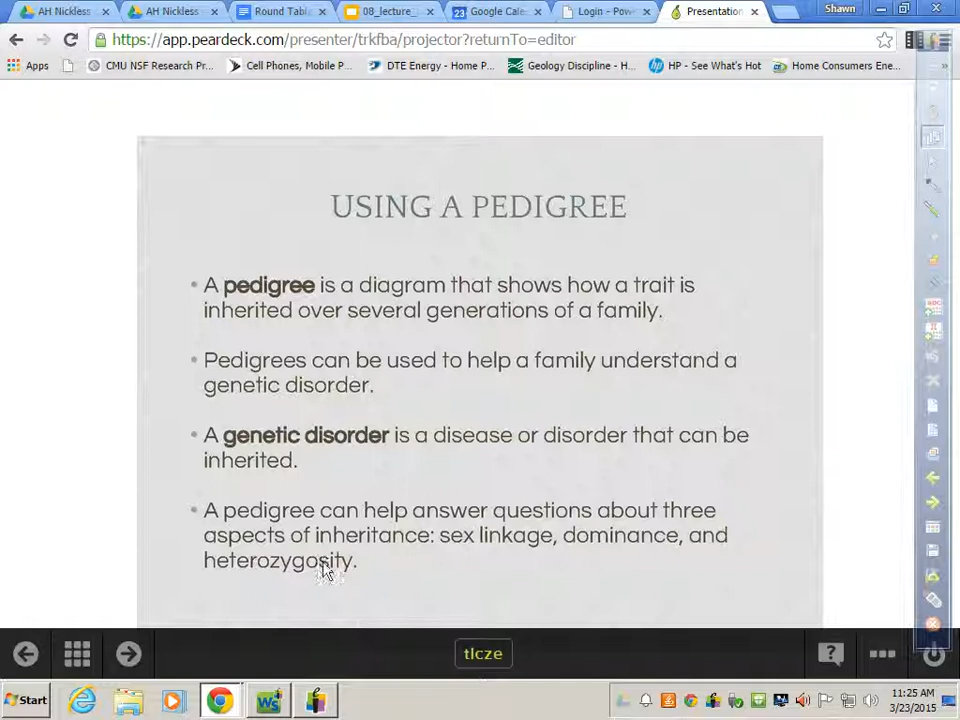 AH Nickless
AH Nickless
Round Tabl
08_lecture_
Google Cale
Login - Pow
Presentation
Shawn
https://app.peardeck.com/presenter/trkfba/projector?returnTo=editor
Apps
CMU NSF Research Pr...
Cell Phones, Mobile P...
DTE Energy - Home P...
Geology Discipline - H...
HP - See What's Hot
Home Consumers Ene...
»
USING A PEDIGREE
• A pedigree is a diagram that shows how a trait is
inherited over several generations of a family.
• Pedigrees can be used to help a family understand a
genetic disorder.
• A genetic disorder is a disease or disorder that can be
inherited.
• A pedigree can help answer questions about three
aspects of inheritance: sex linkage, dominance, and
heterozygosity.
tlcze
Start
11:25 AM
3/23/2015